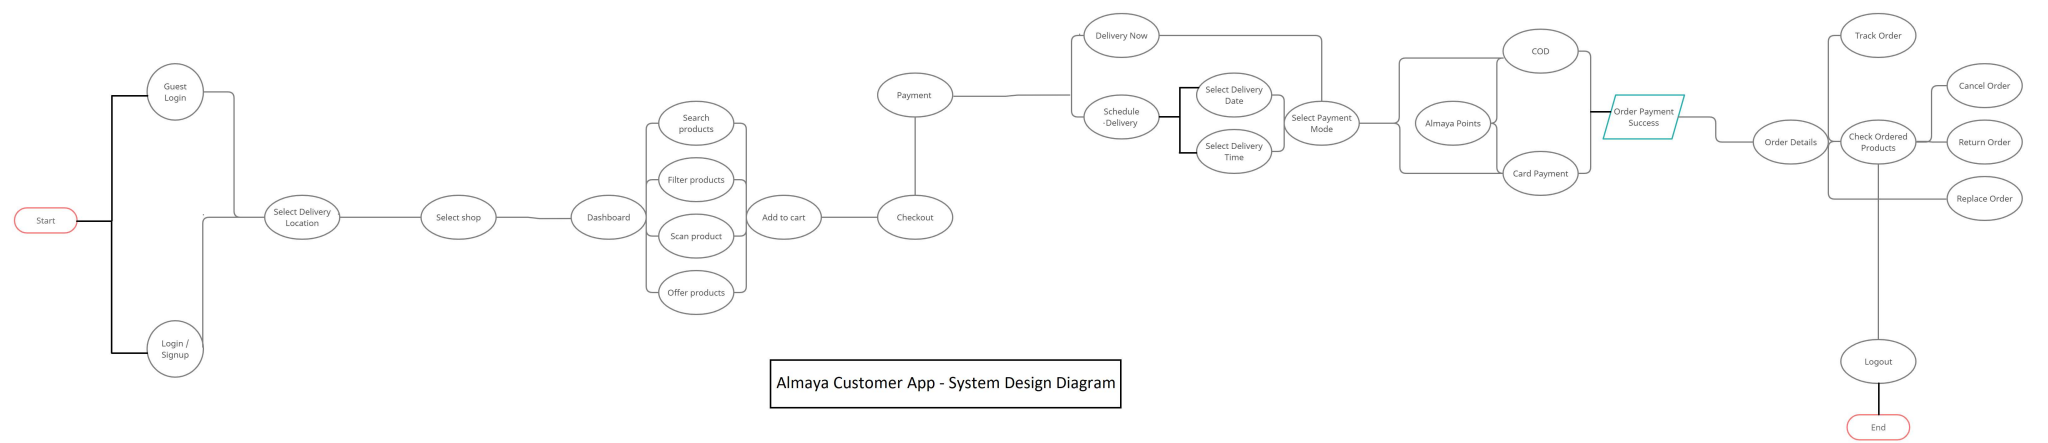 Start
Guest
Login
Login /
Signup
Select Delivery
Location
Select shop
Dashboard
Search
products
Filter products
Scan product
Offer products
Add to cart
Checkout
Payment
Delivery Now
Schedule
-Delivery
Select Delivery
Date
Select Delivery
Time
Select Payment
Mode
COD
Almaya Points
Card Payment
Order Payment
Success
Order Details
Track Order
Check Ordered
Products
Cancel Order
Return Order
Replace Order
Logout
End
Almaya Customer App - System Design Diagram